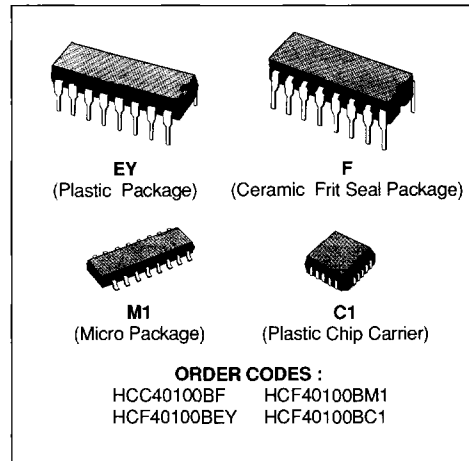 EY
(Plastic Package)
F
(Ceramic Frit Seal Package)
M1
(Micro Package)
C1
(Plastic Chip Carrier)
ORDER CODES :
HCC40100BF HCF40100BM1
HCF40100BEY HCF40100BC1